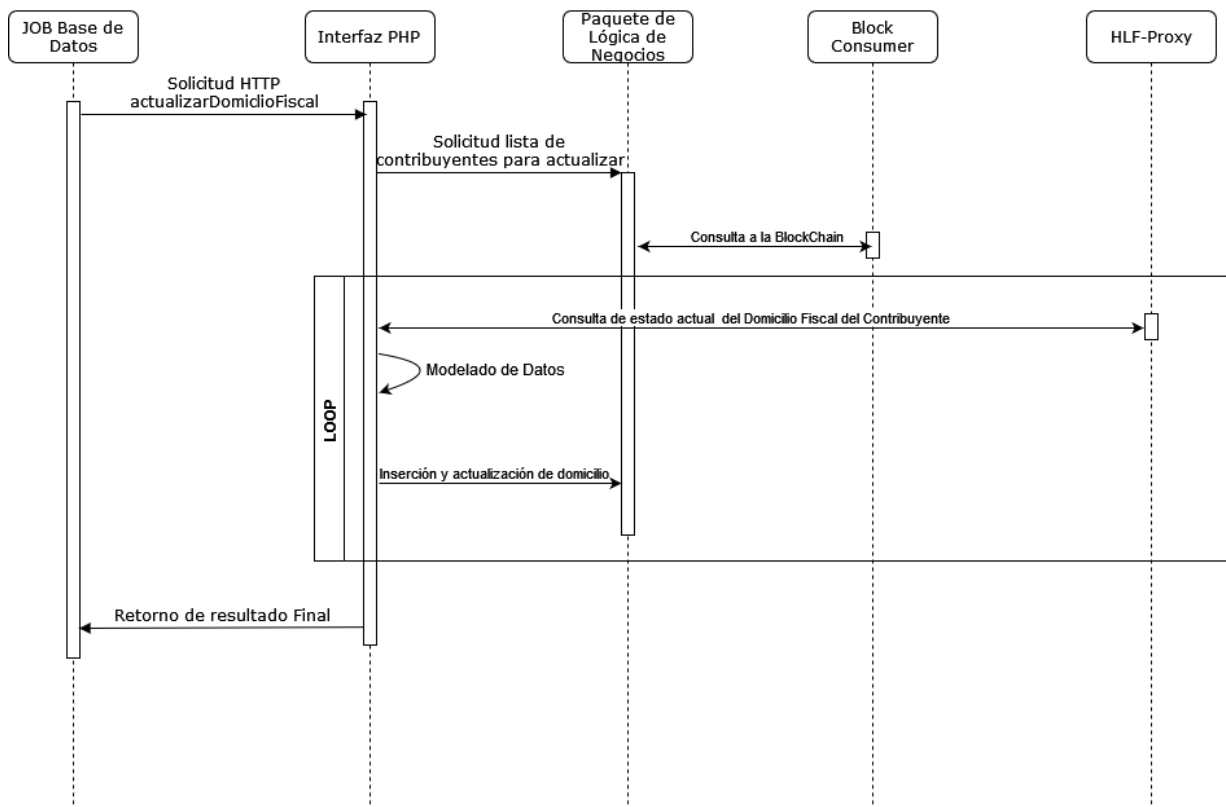 JOB Base de
Datos
Interfaz PHP
Paquete de
Lógica de
Negocios
Block
Consumer
HLF-Proxy
Solicitud HTTP
actualizarDomiclioFiscal
Solicitud lista de
contribuyentes para actualizar
Consulta a la BlockChain
Consulta de estado actual del Domicilio Fiscal del Contribuyente
Modelado de Datos
LOOP
Inserción y actualización de domicilio
Retorno de resultado Final